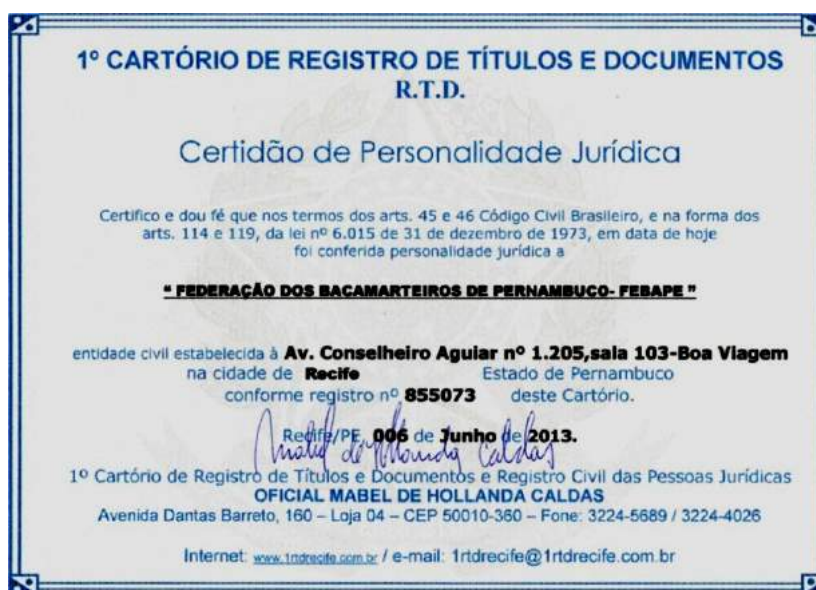 1º CARTÓRIO DE REGISTRO DE TÍTULOS E DOCUMENTOS
R.T.D.
Certidão de Personalidade Jurídica
Certifico e dou fé que nos termos dos arts. 45 e 46 Código Civil Brasileiro, e na forma dos
arts. 114 e 119, da lei nº 6.015 de 31 de dezembro de 1973, em data de hoje
foi conferida personalidade jurídica a
" FEDERAÇÃO DOS BACAMARTEIROS DE PERNAMBUCO- FEBAPE "
entidade civil estabelecida à Av. Conselheiro Aguiar nº 1.205,sala 103-Boa Viagem
na cidade de Recife Estado de Pernambuco
conforme registro nº 855073 deste Cartório.
Recife/PE, 006 de Junho de 2013.
Mabel de Hollanda Caldas
1º Cartório de Registro de Títulos e Documentos e Registro Civil das Pessoas Jurídicas
OFICIAL MABEL DE HOLLANDA CALDAS
Avenida Dantas Barreto, 160 – Loja 04 – CEP 50010-360 – Fone: 3224-5689 / 3224-4026
Internet: www.1rtdrecife.com.br / e-mail: 1rtdrecife@1rtdrecife.com.br